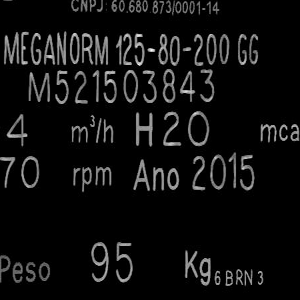 CNPJ: 60.680.873/0001-14
MEGANORM 125-80-200 GG
M521503843
4 m³/h H 20 mca
70 rpm Ano 2015
Peso 95 Kg 6 BRN 3